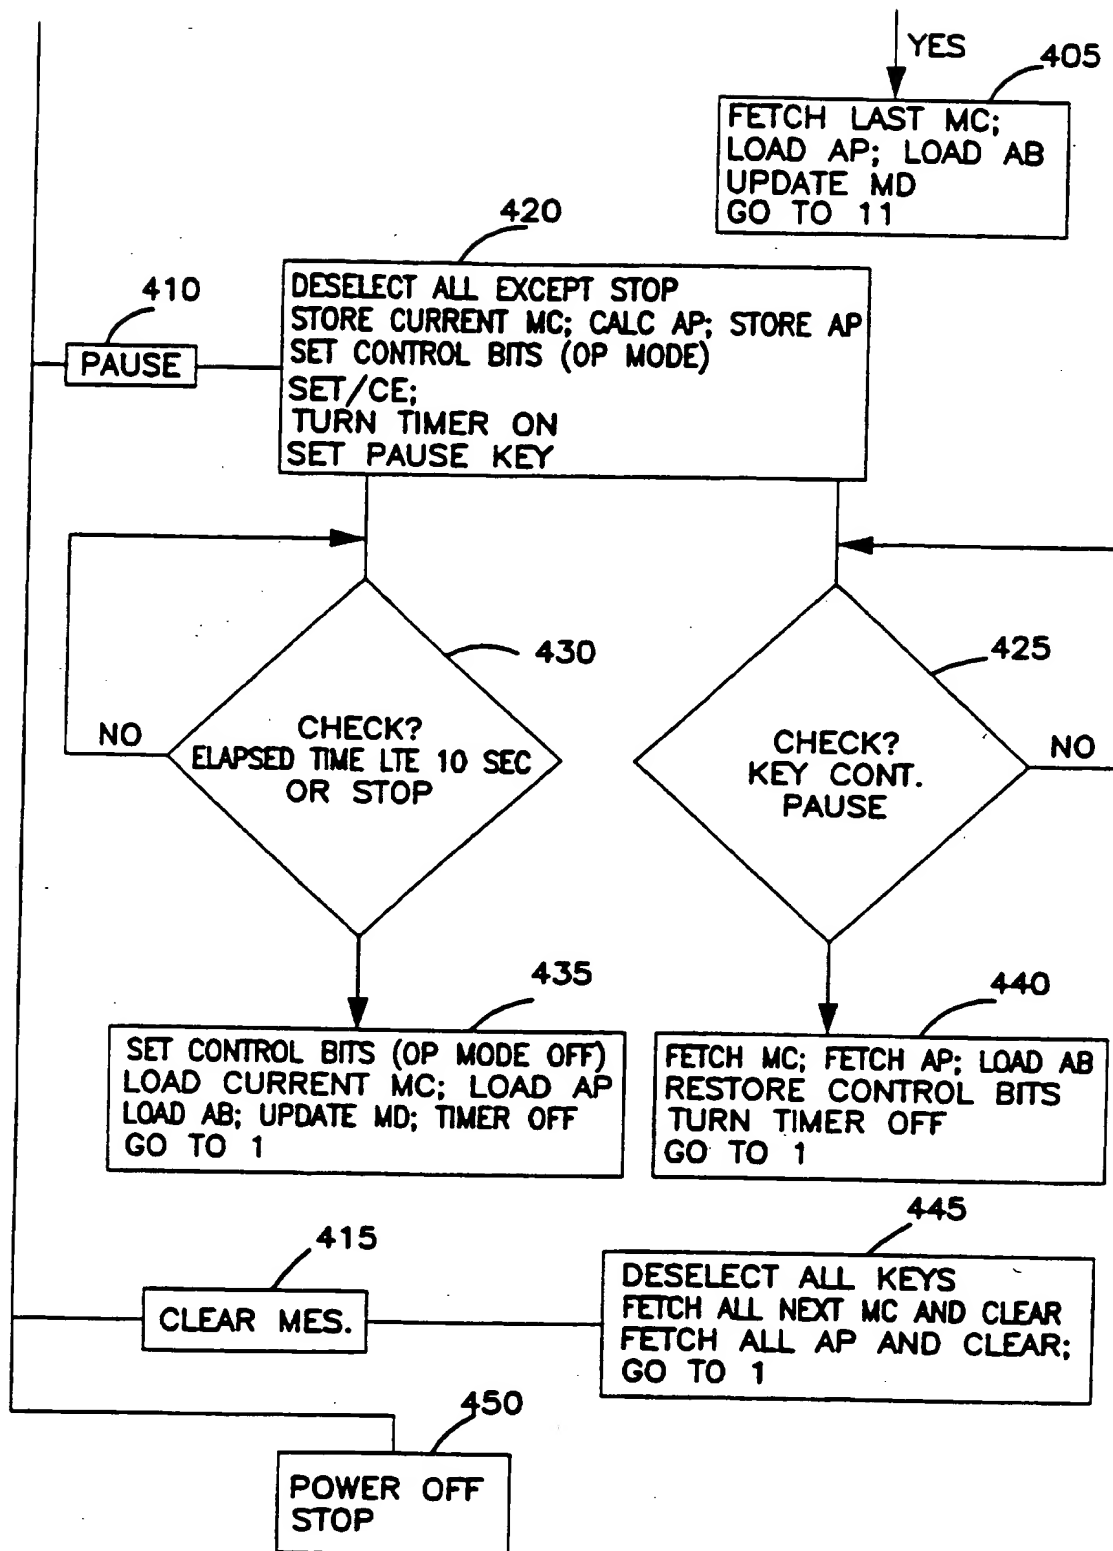 YES
405
FETCH LAST MC;
LOAD AP; LOAD AB
UPDATE MD
GO TO 11
420
DESELECT ALL EXCEPT STOP
STORE CURRENT MC; CALC AP; STORE AP
SET CONTROL BITS (OP MODE)
SET/CE;
TURN TIMER ON
SET PAUSE KEY
410
PAUSE
430
CHECK?
ELAPSED TIME LTE 10 SEC
OR STOP
NO
425
CHECK?
KEY CONT.
PAUSE
NO
435
SET CONTROL BITS (OP MODE OFF)
LOAD CURRENT MC; LOAD AP
LOAD AB; UPDATE MD; TIMER OFF
GO TO 1
440
FETCH MC; FETCH AP; LOAD AB
RESTORE CONTROL BITS
TURN TIMER OFF
GO TO 1
415
CLEAR MES.
445
DESELECT ALL KEYS
FETCH ALL NEXT MC AND CLEAR
FETCH ALL AP AND CLEAR;
GO TO 1
450
POWER OFF
STOP